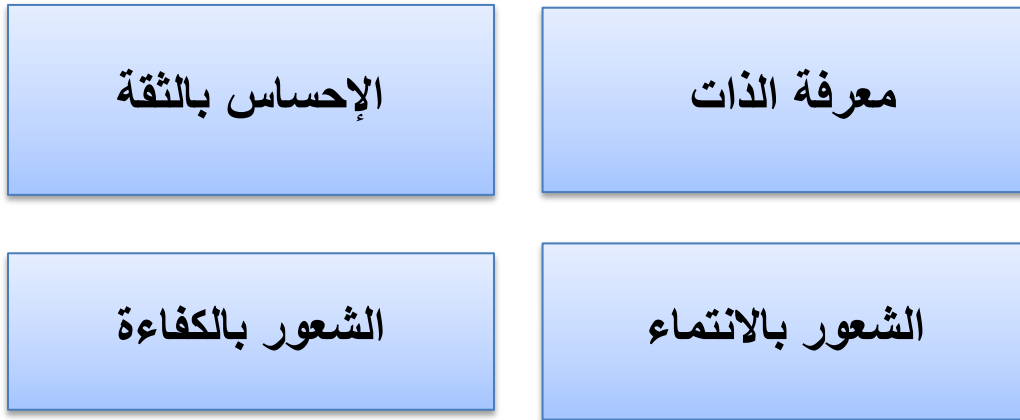 معرفة الذات
الإحساس بالثقة
الشعور بالانتماء
الشعور بالكفاءة